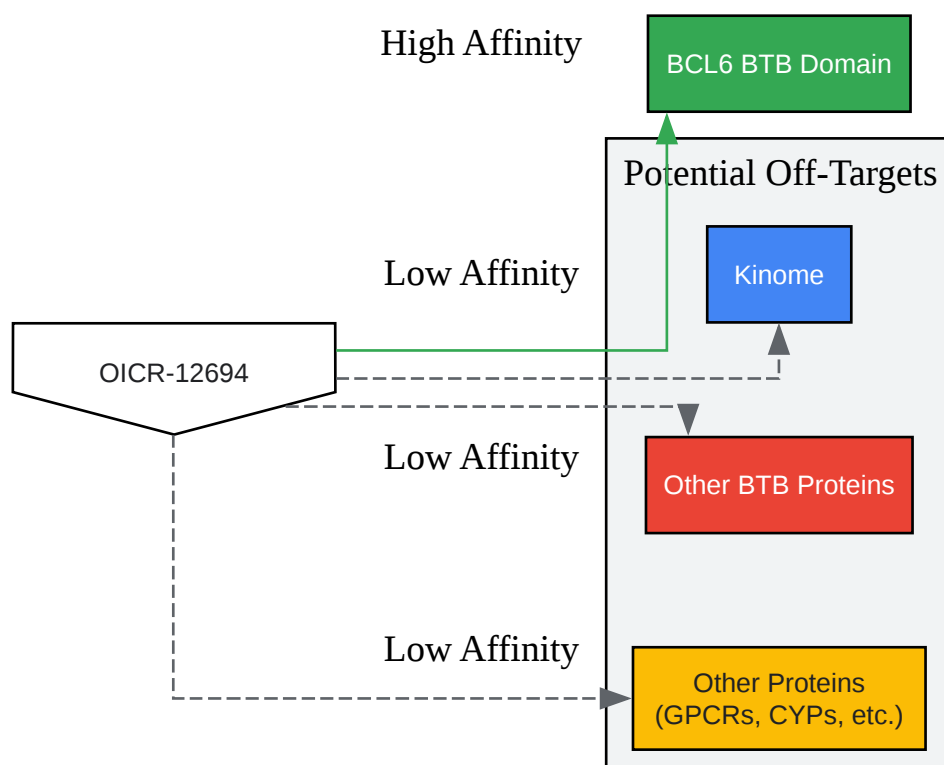 High Affinity
BCL6 BTB Domain
Potential Off-Targets
Low Affinity
Kinome
OICR-12694
Low Affinity
Other BTB Proteins
Low Affinity
Other Proteins
(GPCRs, CYPs, etc.)